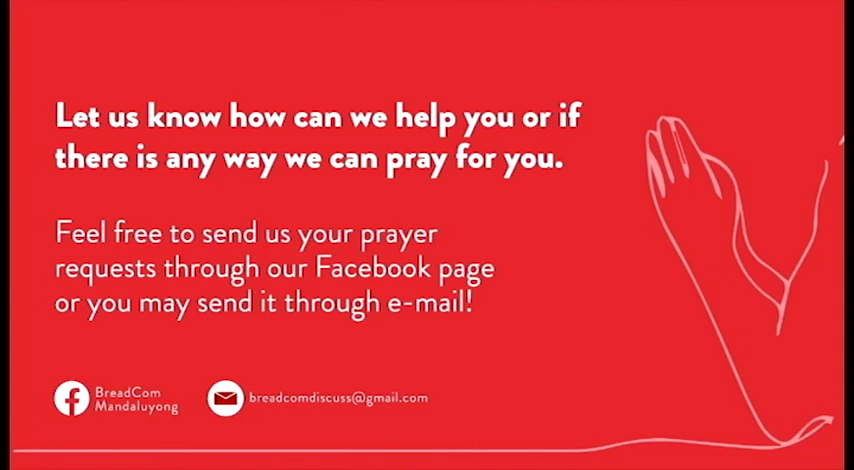 Let us know how can we help you or if
there is any way we can pray for you.
Feel free to send us your prayer
requests through our Facebook page
or you may send it through e-mail!
BreadCom
Mandaluyong
breadcomdiscuss@gmail.com